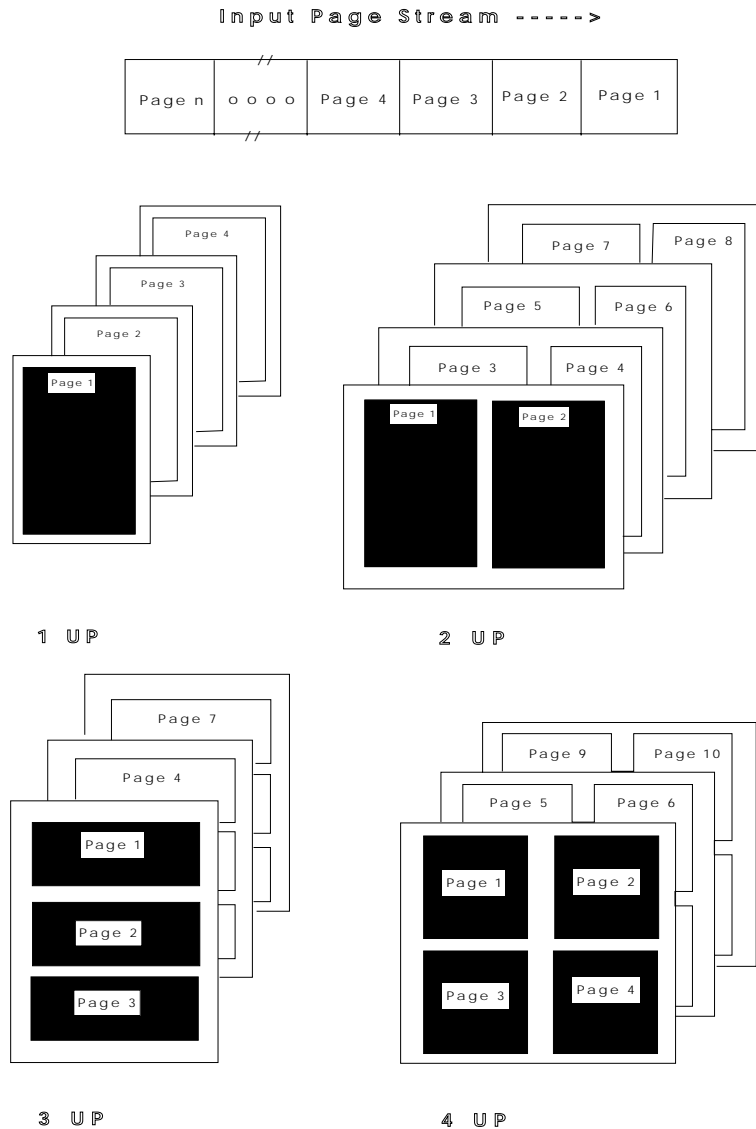 Input Page Stream ----->
Page n o o o o Page 4 Page 3 Page 2 Page 1
Page 4
Page 3
Page 2
Page 1
Page 7 Page 8
Page 5 Page 6
Page 3 Page 4
Page 1 Page 2
1 UP 2 UP
Page 7
Page 4
Page 1
Page 2
Page 3
Page 9 Page 10
Page 5 Page 6
Page 1 Page 2
Page 3 Page 4
3 UP 4 UP